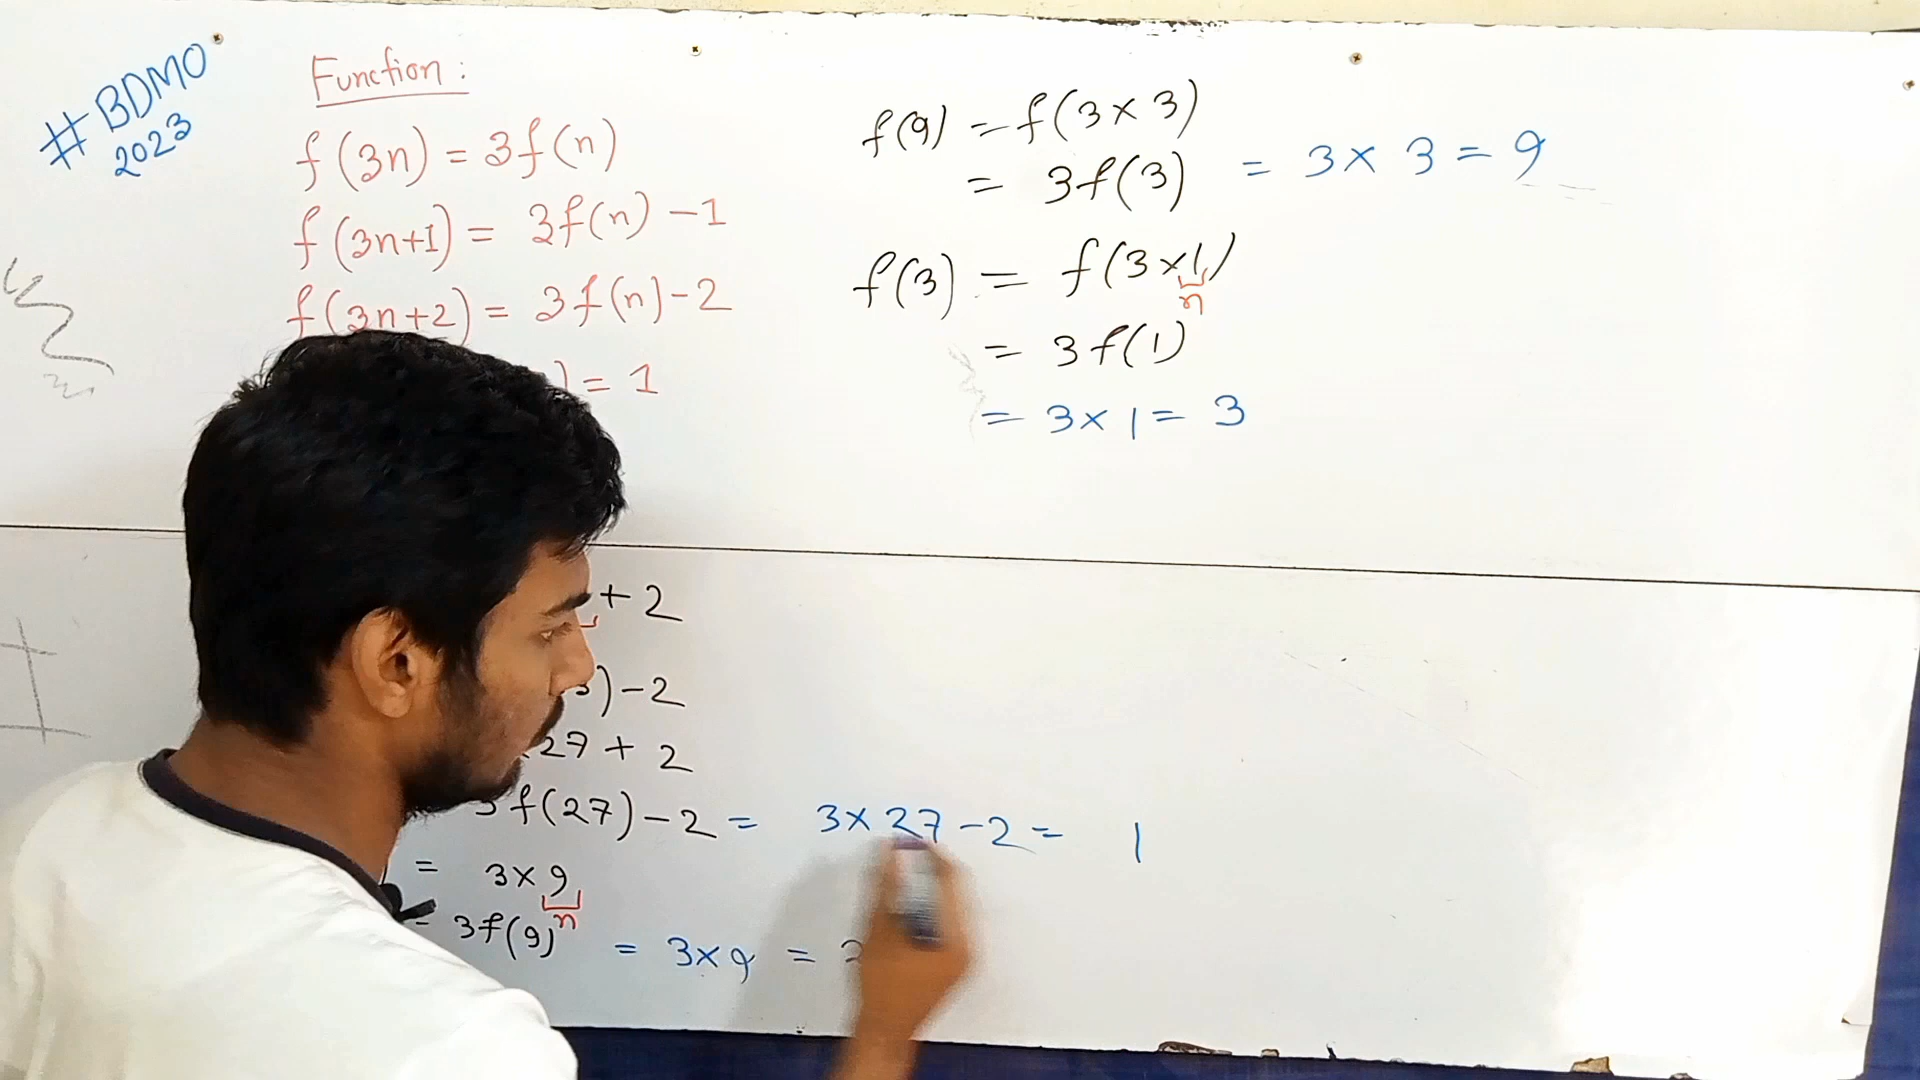 #BDMO
2023
Function :
f(3n) = 3f(n)
f(3n+1) = 3f(n) -1
f(3n+2) = 3f(n)-2
) = 1
f(9) = f(3×3)
= 3f(3) = 3× 3 = 9
f(3) = f(3×1)
n
= 3f(1)
= 3× 1 = 3
+ 2
)-2
27 + 2
3f(27)-2 = 3×27-2 = 1
= 3×9
n
= 3f(9) = 3×9 =